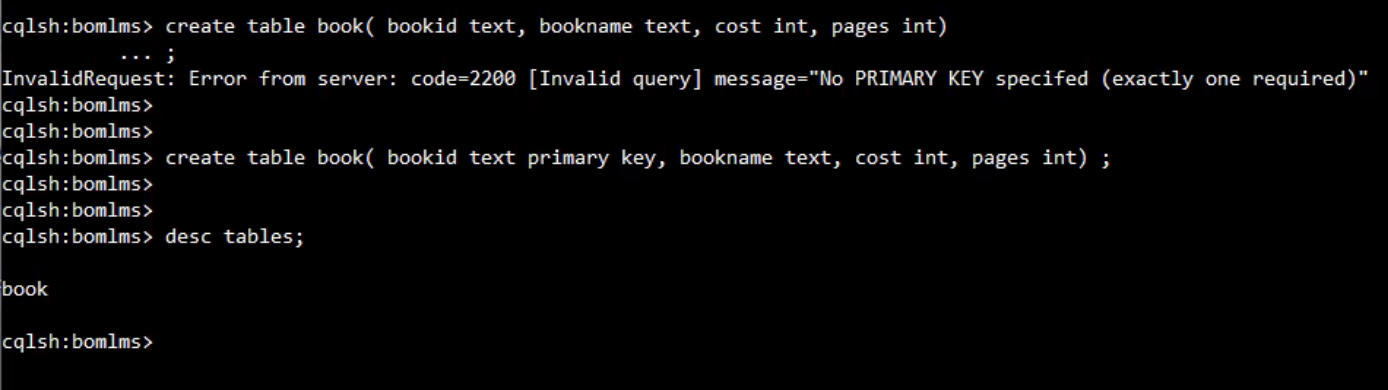 cqlsh:bomlms> create table book( bookid text, bookname text, cost int, pages int)
... ;
InvalidRequest: Error from server: code=2200 [Invalid query] message="No PRIMARY KEY specifed (exactly one required)"
cqlsh:bomlms>
cqlsh:bomlms>
cqlsh:bomlms> create table book( bookid text primary key, bookname text, cost int, pages int) ;
cqlsh:bomlms>
cqlsh:bomlms>
cqlsh:bomlms> desc tables;
book
cqlsh:bomlms>